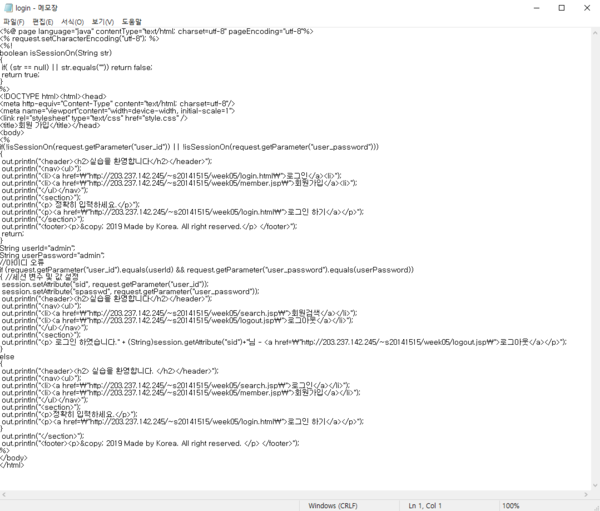 login - 메모장
파일(F) 편집(E) 서식(O) 보기(V) 도움말
<%@ page language="java" contentType="text/html; charset=utf-8" pageEncoding="utf-8"%>
<% request.setCharacterEncoding("utf-8"); %>
<%!
boolean isSessionOn(String str)
{
if( (str == null) || str.equals("")) return false;
return true;
}
%>
<!DOCTYPE html><html><head>
<meta http-equiv="Content-Type" content="text/html; charset=utf-8"/>
<meta name="viewport"content="width=device-width, initial-scale=1">
<link rel="stylesheet" type="text/css" href="style.css" />
<title>회원 가입</title></head>
<body>
<%
if(!isSessionOn(request.getParameter("user_id")) || !isSessionOn(request.getParameter("user_password")))
{
out.println("<header><h2>실습을 환영합니다</h2></header>");
out.println("<nav><ul>");
out.println("<li><a href=₩"http://203.237.142.245/~s20141515/week05/login.html₩">로그인</a><li>");
out.println("<li><a href=₩"http://203.237.142.245/~s20141515/week05/member.jsp₩">회원가입</a><li>");
out.println("</ul></nav>");
out.println("<section>");
out.println("<p> 정확히 입력하세요.</p>");
out.println("<p><a href=₩"http://203.237.142.245/~s20141515/week05/login.html₩">로그인 하기</a></p>");
out.println("</section>");
out.println("<footer><p>&copy; 2019 Made by Korea. All right reserved.</p> </footer>");
return;
}
String userId="admin";
String userPassword="admin";
//아이디 오류
if (request.getParameter("user_id").equals(userId) && request.getParameter("user_password").equals(userPassword))
{ //세션 변수 및 값 설정
session.setAttribute("sid", request.getParameter("user_id"));
session.setAttribute("spasswd", request.getParameter("user_password"));
out.println("<header><h2>실습을 환영합니다</h2></header>");
out.println("<nav><ul>");
out.println("<li><a href=₩"http://203.237.142.245/~s20141515/week05/search.jsp₩">회원검색</a></li>");
out.println("<li><a href=₩"http://203.237.142.245/~s20141515/week05/logout.jsp₩">로그아웃</a></li>");
out.println("</ul></nav>");
out.println("<section>");
out.println("<p> 로그인 하였습니다." + (String)session.getAttribute("sid")+"님 - <a href=₩"http://203.237.142.245/~s20141515/week05/logout.jsp₩">로그아웃</a></p>");
}
else
{
out.println("<header><h2> 실습을 환영합니다. </h2></header>");
out.println("<nav><ul>");
out.println("<li><a href=₩"http://203.237.142.245/~s20141515/week05/search.jsp₩">로그인</a></li>");
out.println("<li><a href=₩"http://203.237.142.245/~s20141515/week05/member.jsp₩">회원가입</a></li>");
out.println("</ul></nav>");
out.println("<section>");
out.println("<p>정확히 입력하세요.</p>");
out.println("<p><a href=₩"http://203.237.142.245/~s20141515/week05/login.html₩">로그인 하기</a></p>");
}
out.println("</section>");
out.println("<footer><p>&copy; 2019 Made by Korea. All right reserved. </p> </footer>");
%>
</body>
</html>
Windows (CRLF) Ln 1, Col 1 100%